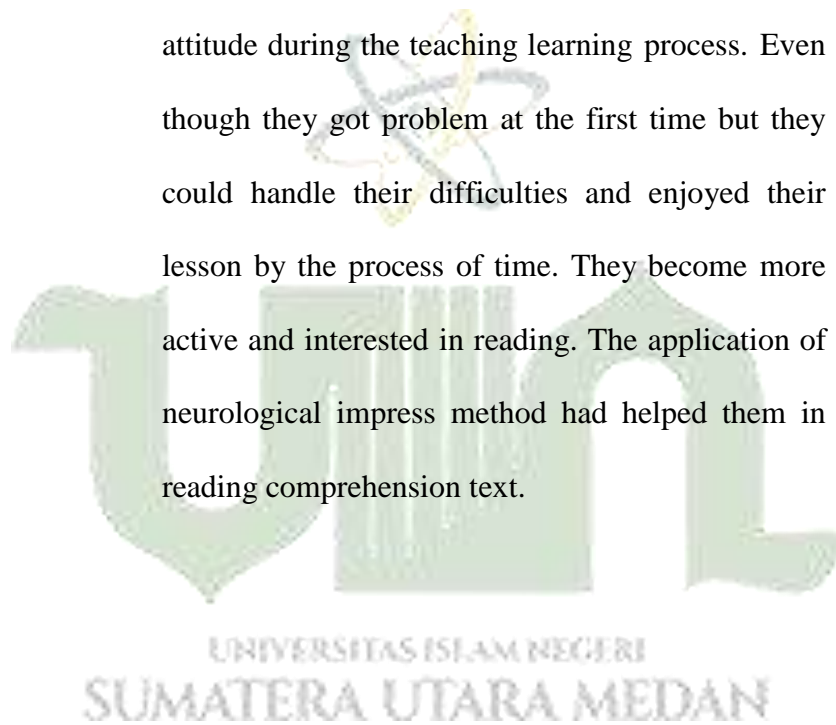 attitude during the teaching learning process. Even
though they got problem at the first time but they
could handle their difficulties and enjoyed their
lesson by the process of time. They become more
active and interested in reading. The application of
neurological impress method had helped them in
reading comprehension text.
UNIVERSITAS ISLAM NEGERI
SUMATERA UTARA MEDAN